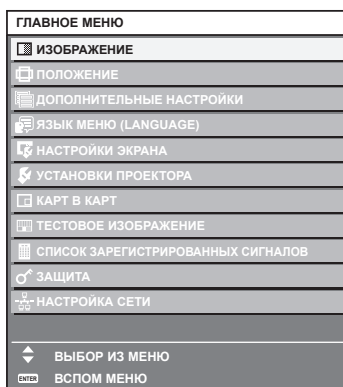 ГЛАВНОЕ МЕНЮ
ИЗОБРАЖЕНИЕ
ПОЛОЖЕНИЕ
ДОПОЛНИТЕЛЬНЫЕ НАСТРОЙКИ
ЯЗЫК МЕНЮ (LANGUAGE)
НАСТРОЙКИ ЭКРАНА
УСТАНОВКИ ПРОЕКТОРА
КАРТ В КАРТ
ТЕСТОВОЕ ИЗОБРАЖЕНИЕ
СПИСОК ЗАРЕГИСТРИРОВАННЫХ СИГНАЛОВ
ЗАЩИТА
НАСТРОЙКА СЕТИ
ВЫБОР ИЗ МЕНЮ
ENTER ВСПОМ МЕНЮ